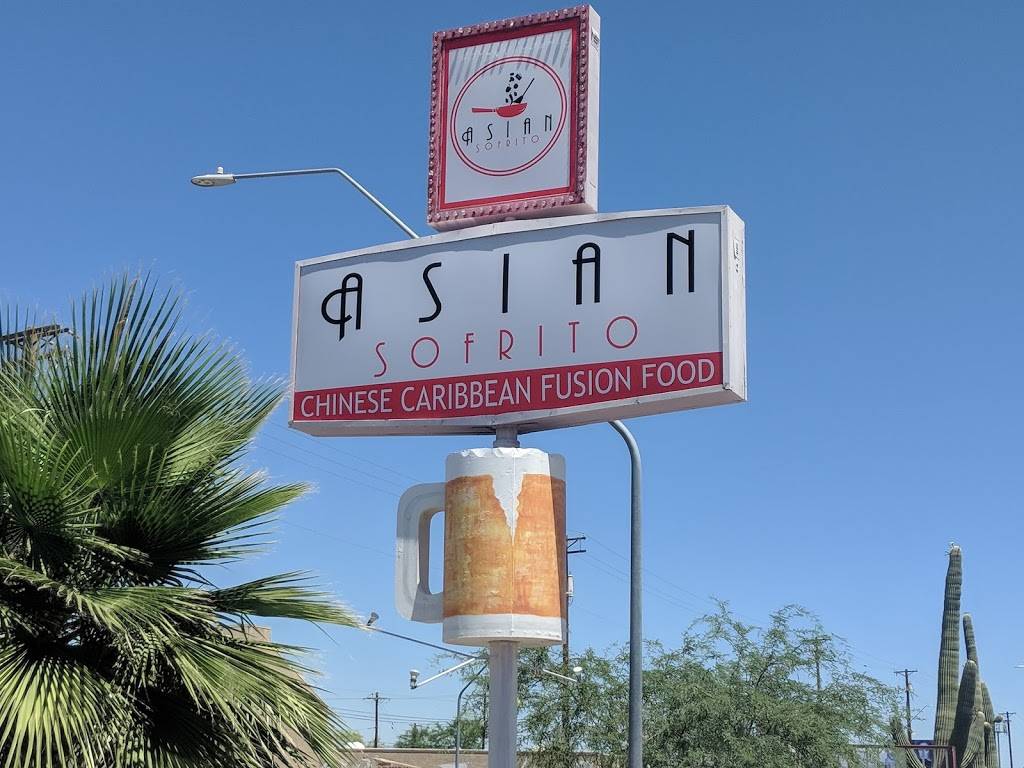 ASIAN
SOFRITO
ASIAN
SOFRITO
CHINESE CARIBBEAN FUSION FOOD